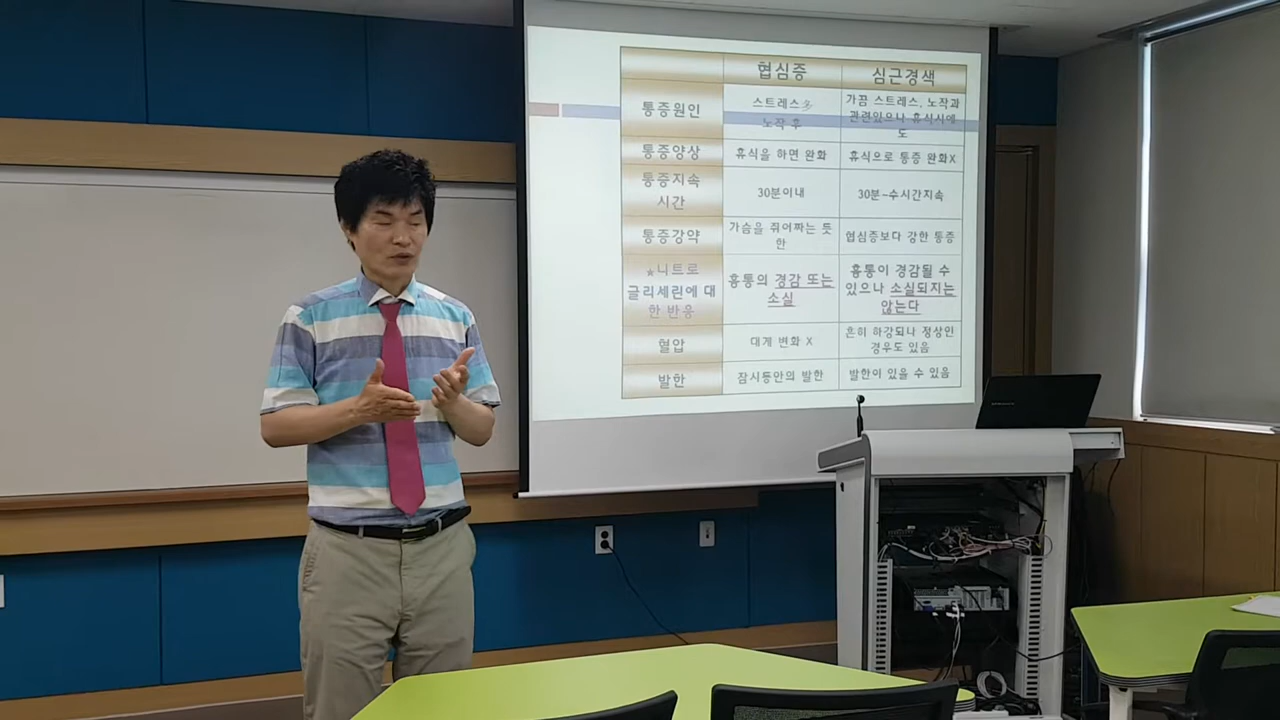 협심증 심근경색
통증원인 스트레스多 노작 후 가끔 스트레스, 노작과 관련있으나 휴식시에도
통증양상 휴식을 하면 완화 휴식으로 통증 완화X
통증지속 시간 30분이내 30분~수시간지속
통증강약 가슴을 쥐어짜는 듯한 협심증보다 강한 통증
★니트로 글리세린에 대한 반응 흉통의 경감 또는 소실 흉통이 경감될 수 있으나 소실되지는 않는다
혈압 대게 변화 X 은히 하강되나 정상인 경우도 있음
발한 잠시동안의 발한 발한이 있을 수 있음